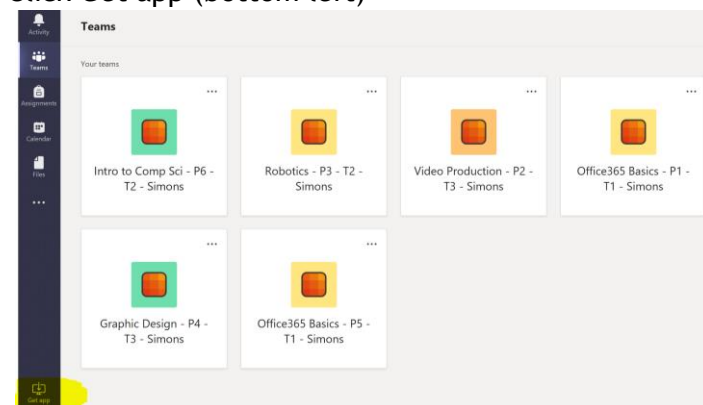 Click Get app (bottom left)
Activity
Teams
Assignments
Calendar
Files
...
Get app
Teams
Your teams
...
Intro to Comp Sci - P6 -
T2 - Simons
...
Robotics - P3 - T2 -
Simons
...
Video Production - P2 -
T3 - Simons
...
Office365 Basics - P1 -
T1 - Simons
...
Graphic Design - P4 -
T3 - Simons
...
Office365 Basics - P5 -
T1 - Simons